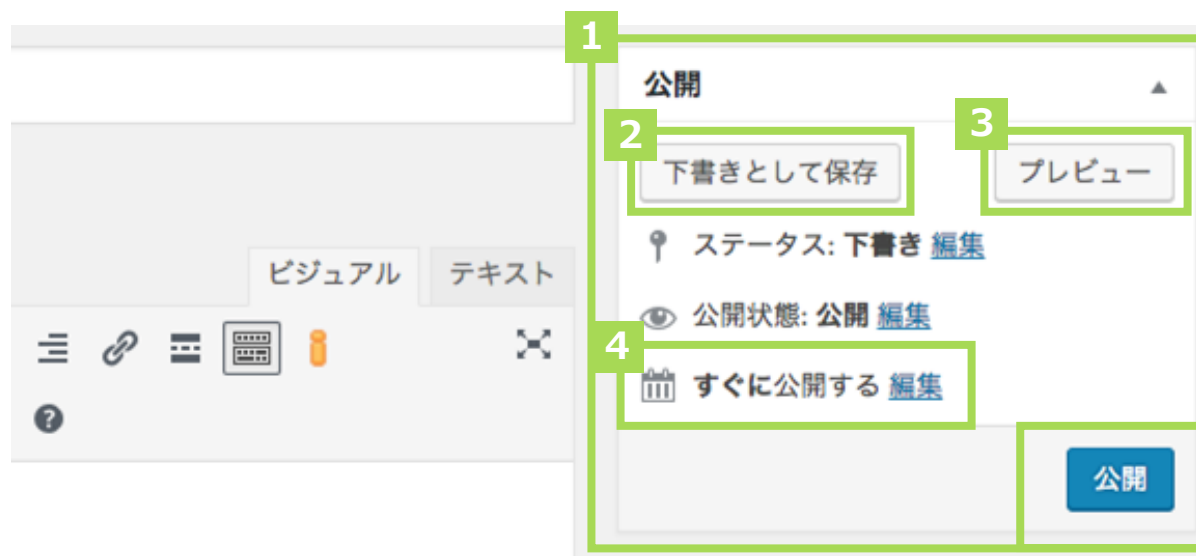 1
公開
2
3
下書きとして保存
プレビュー
ステータス: 下書き 編集
ビジュアル
テキスト
公開状態: 公開 編集
4
すぐに公開する 編集
公開